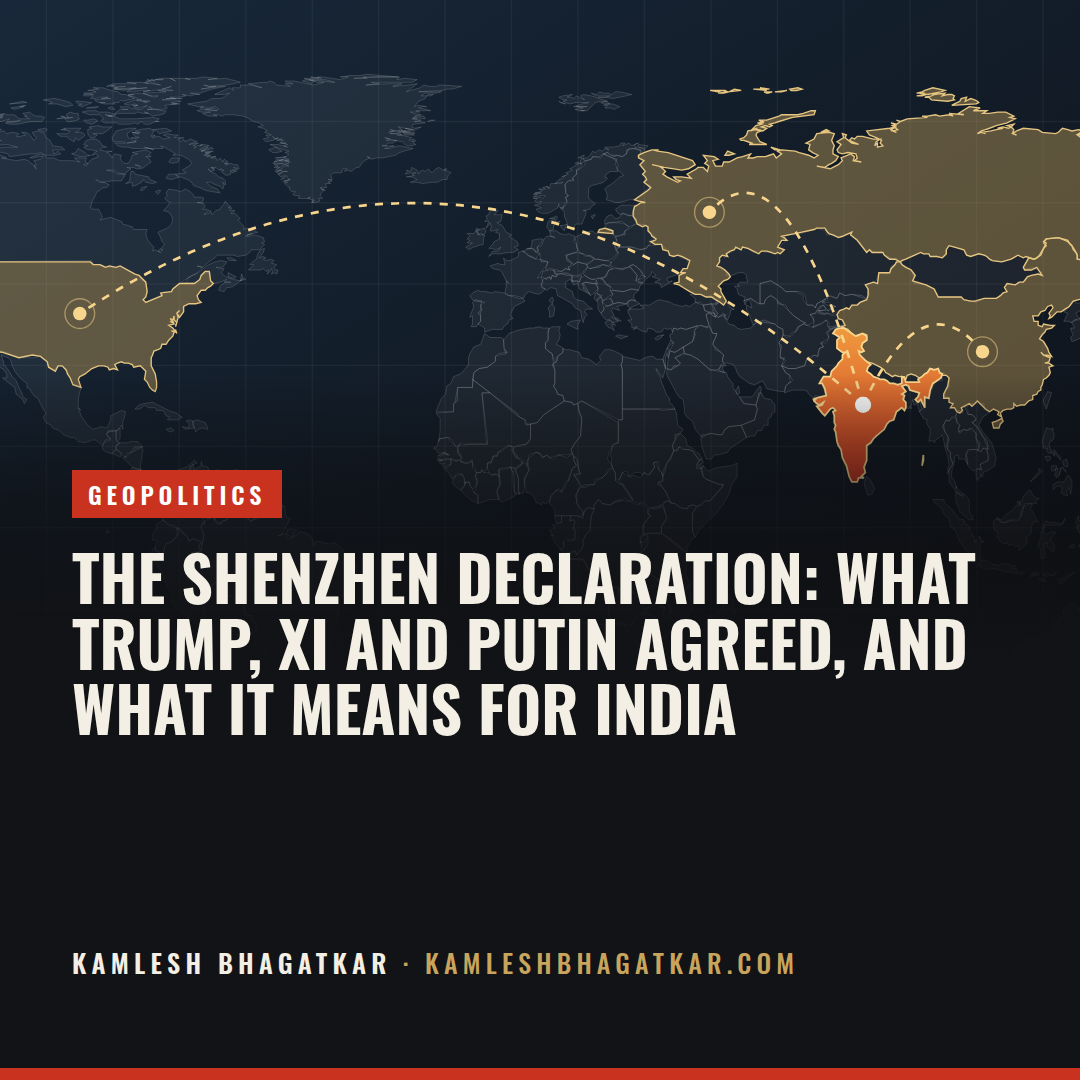 GEOPOLITICS
THE SHENZHEN DECLARATION: WHAT
TRUMP, XI AND PUTIN AGREED, AND
WHAT IT MEANS FOR INDIA
KAMLESH BHAGATKAR · KAMLESHBHAGATKAR.COM